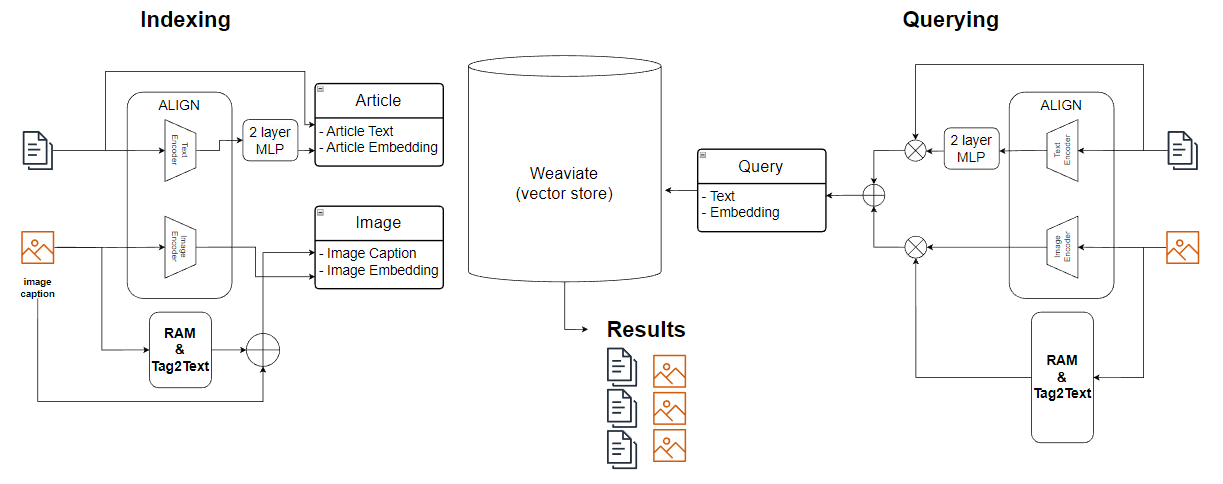 Indexing
ALIGN
Text
Encoder
2 layer
MLP
Article
- Article Text
- Article Embedding
Image
Encoder
Image
- Image Caption
- Image Embedding
image
caption
RAM
&
Tag2Text
Weaviate
(vector store)
Results
Querying
Query
- Text
- Embedding
ALIGN
2 layer
MLP
Text
Encoder
Image
Encoder
RAM
&
Tag2Text